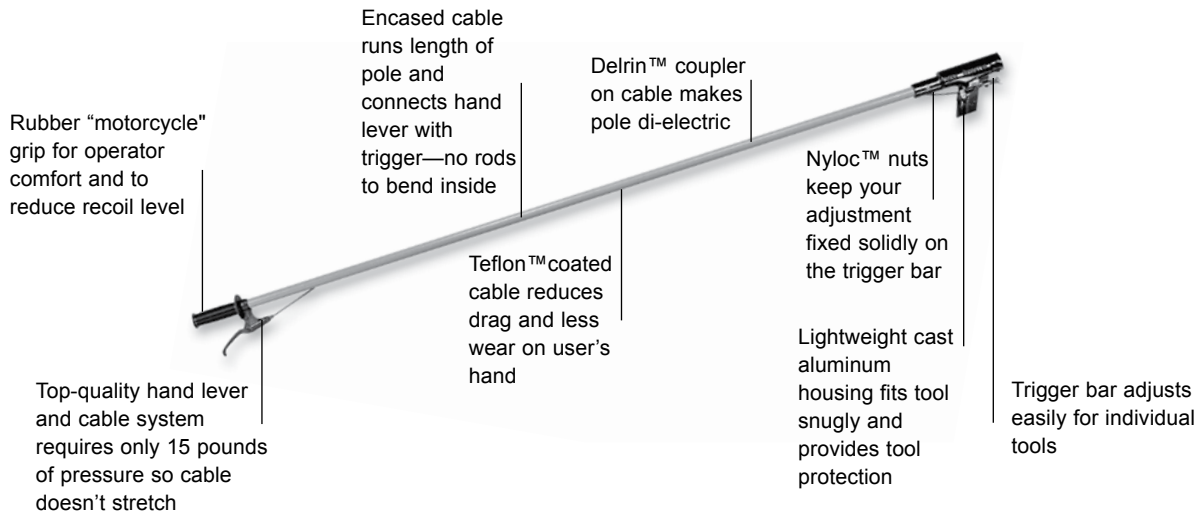 Rubber “motorcycle"
grip for operator
comfort and to
reduce recoil level
Encased cable
runs length of
pole and
connects hand
lever with
trigger—no rods
to bend inside
Delrin™ coupler
on cable makes
pole di-electric
Nyloc™ nuts
keep your
adjustment
fixed solidly on
the trigger bar
Teflon™coated
cable reduces
drag and less
wear on user’s
hand
Top-quality hand lever
and cable system
requires only 15 pounds
of pressure so cable
doesn’t stretch
Lightweight cast
aluminum
housing fits tool
snugly and
provides tool
protection
Trigger bar adjusts
easily for individual
tools